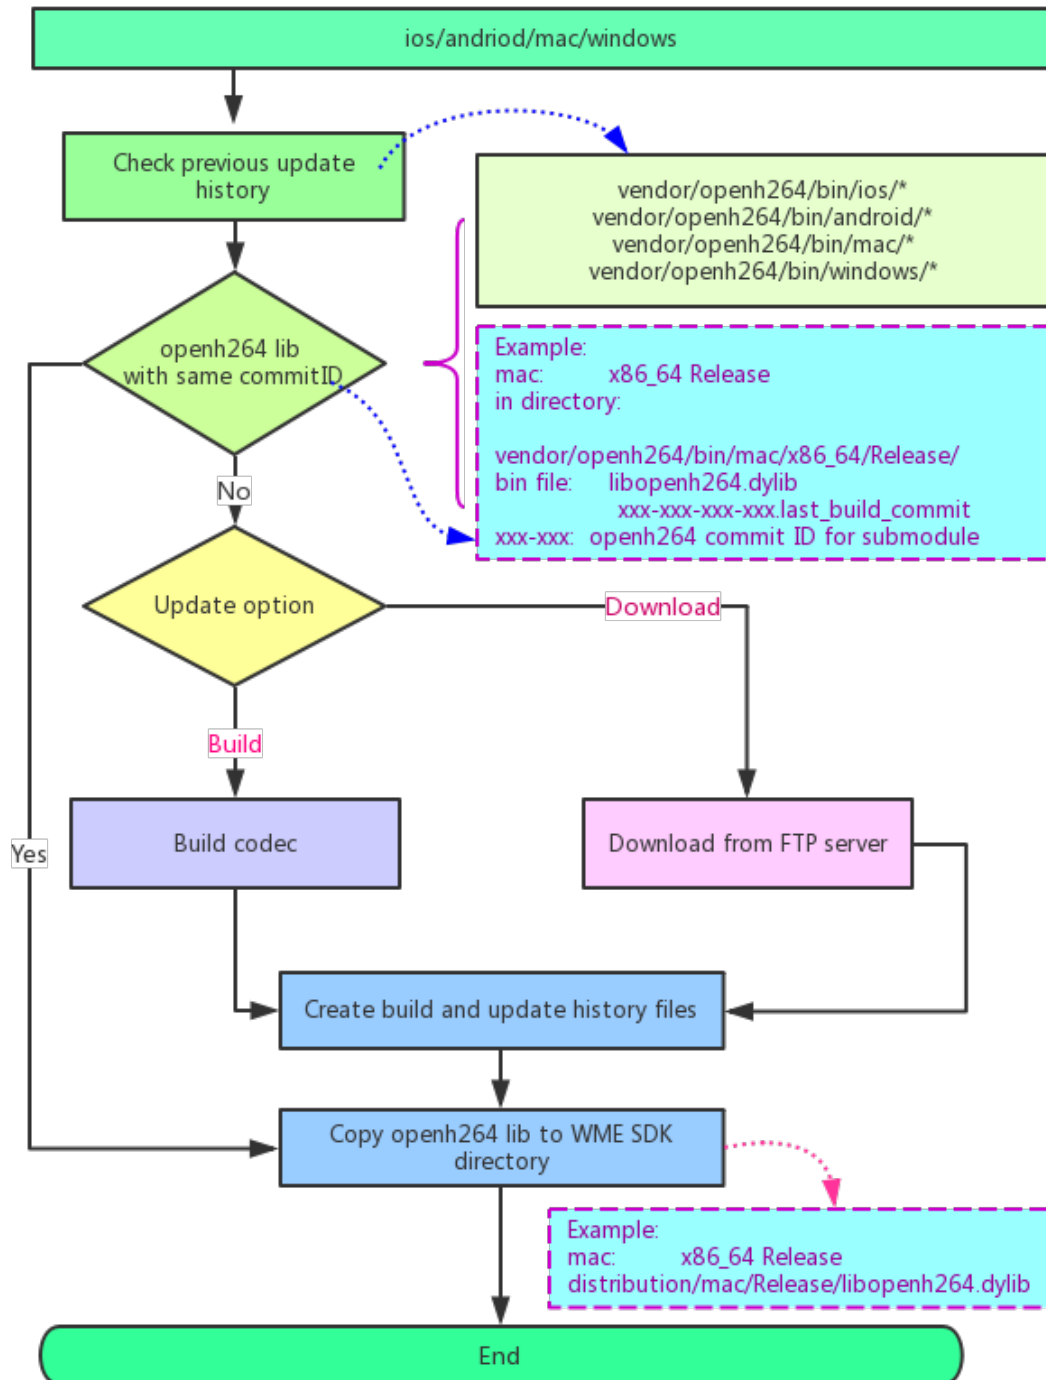 ios/andriod/mac/windows
Check previous update
history
vendor/openh264/bin/ios/*
vendor/openh264/bin/android/*
vendor/openh264/bin/mac/*
vendor/openh264/bin/windows/*
openh264 lib
with same commitID
Example:
mac: x86_64 Release
in directory:
vendor/openh264/bin/mac/x86_64/Release/
bin file: libopenh264.dylib
xxx-xxx-xxx-xxx.last_build_commit
xxx-xxx: openh264 commit ID for submodule
No
Update option
Download
Build
Build codec
Download from FTP server
Yes
Create build and update history files
Copy openh264 lib to WME SDK
directory
Example:
mac: x86_64 Release
distribution/mac/Release/libopenh264.dylib
End